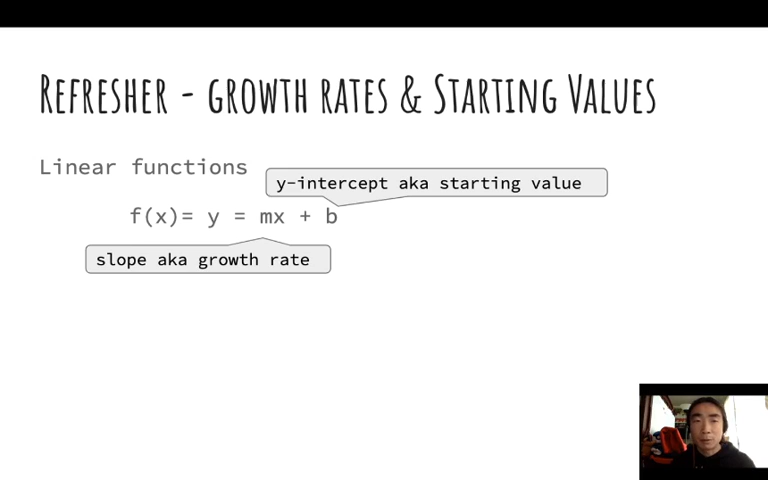 Refresher - growth rates & Starting Values
Linear functions
y-intercept aka starting value
f(x)= y = mx + b
slope aka growth rate